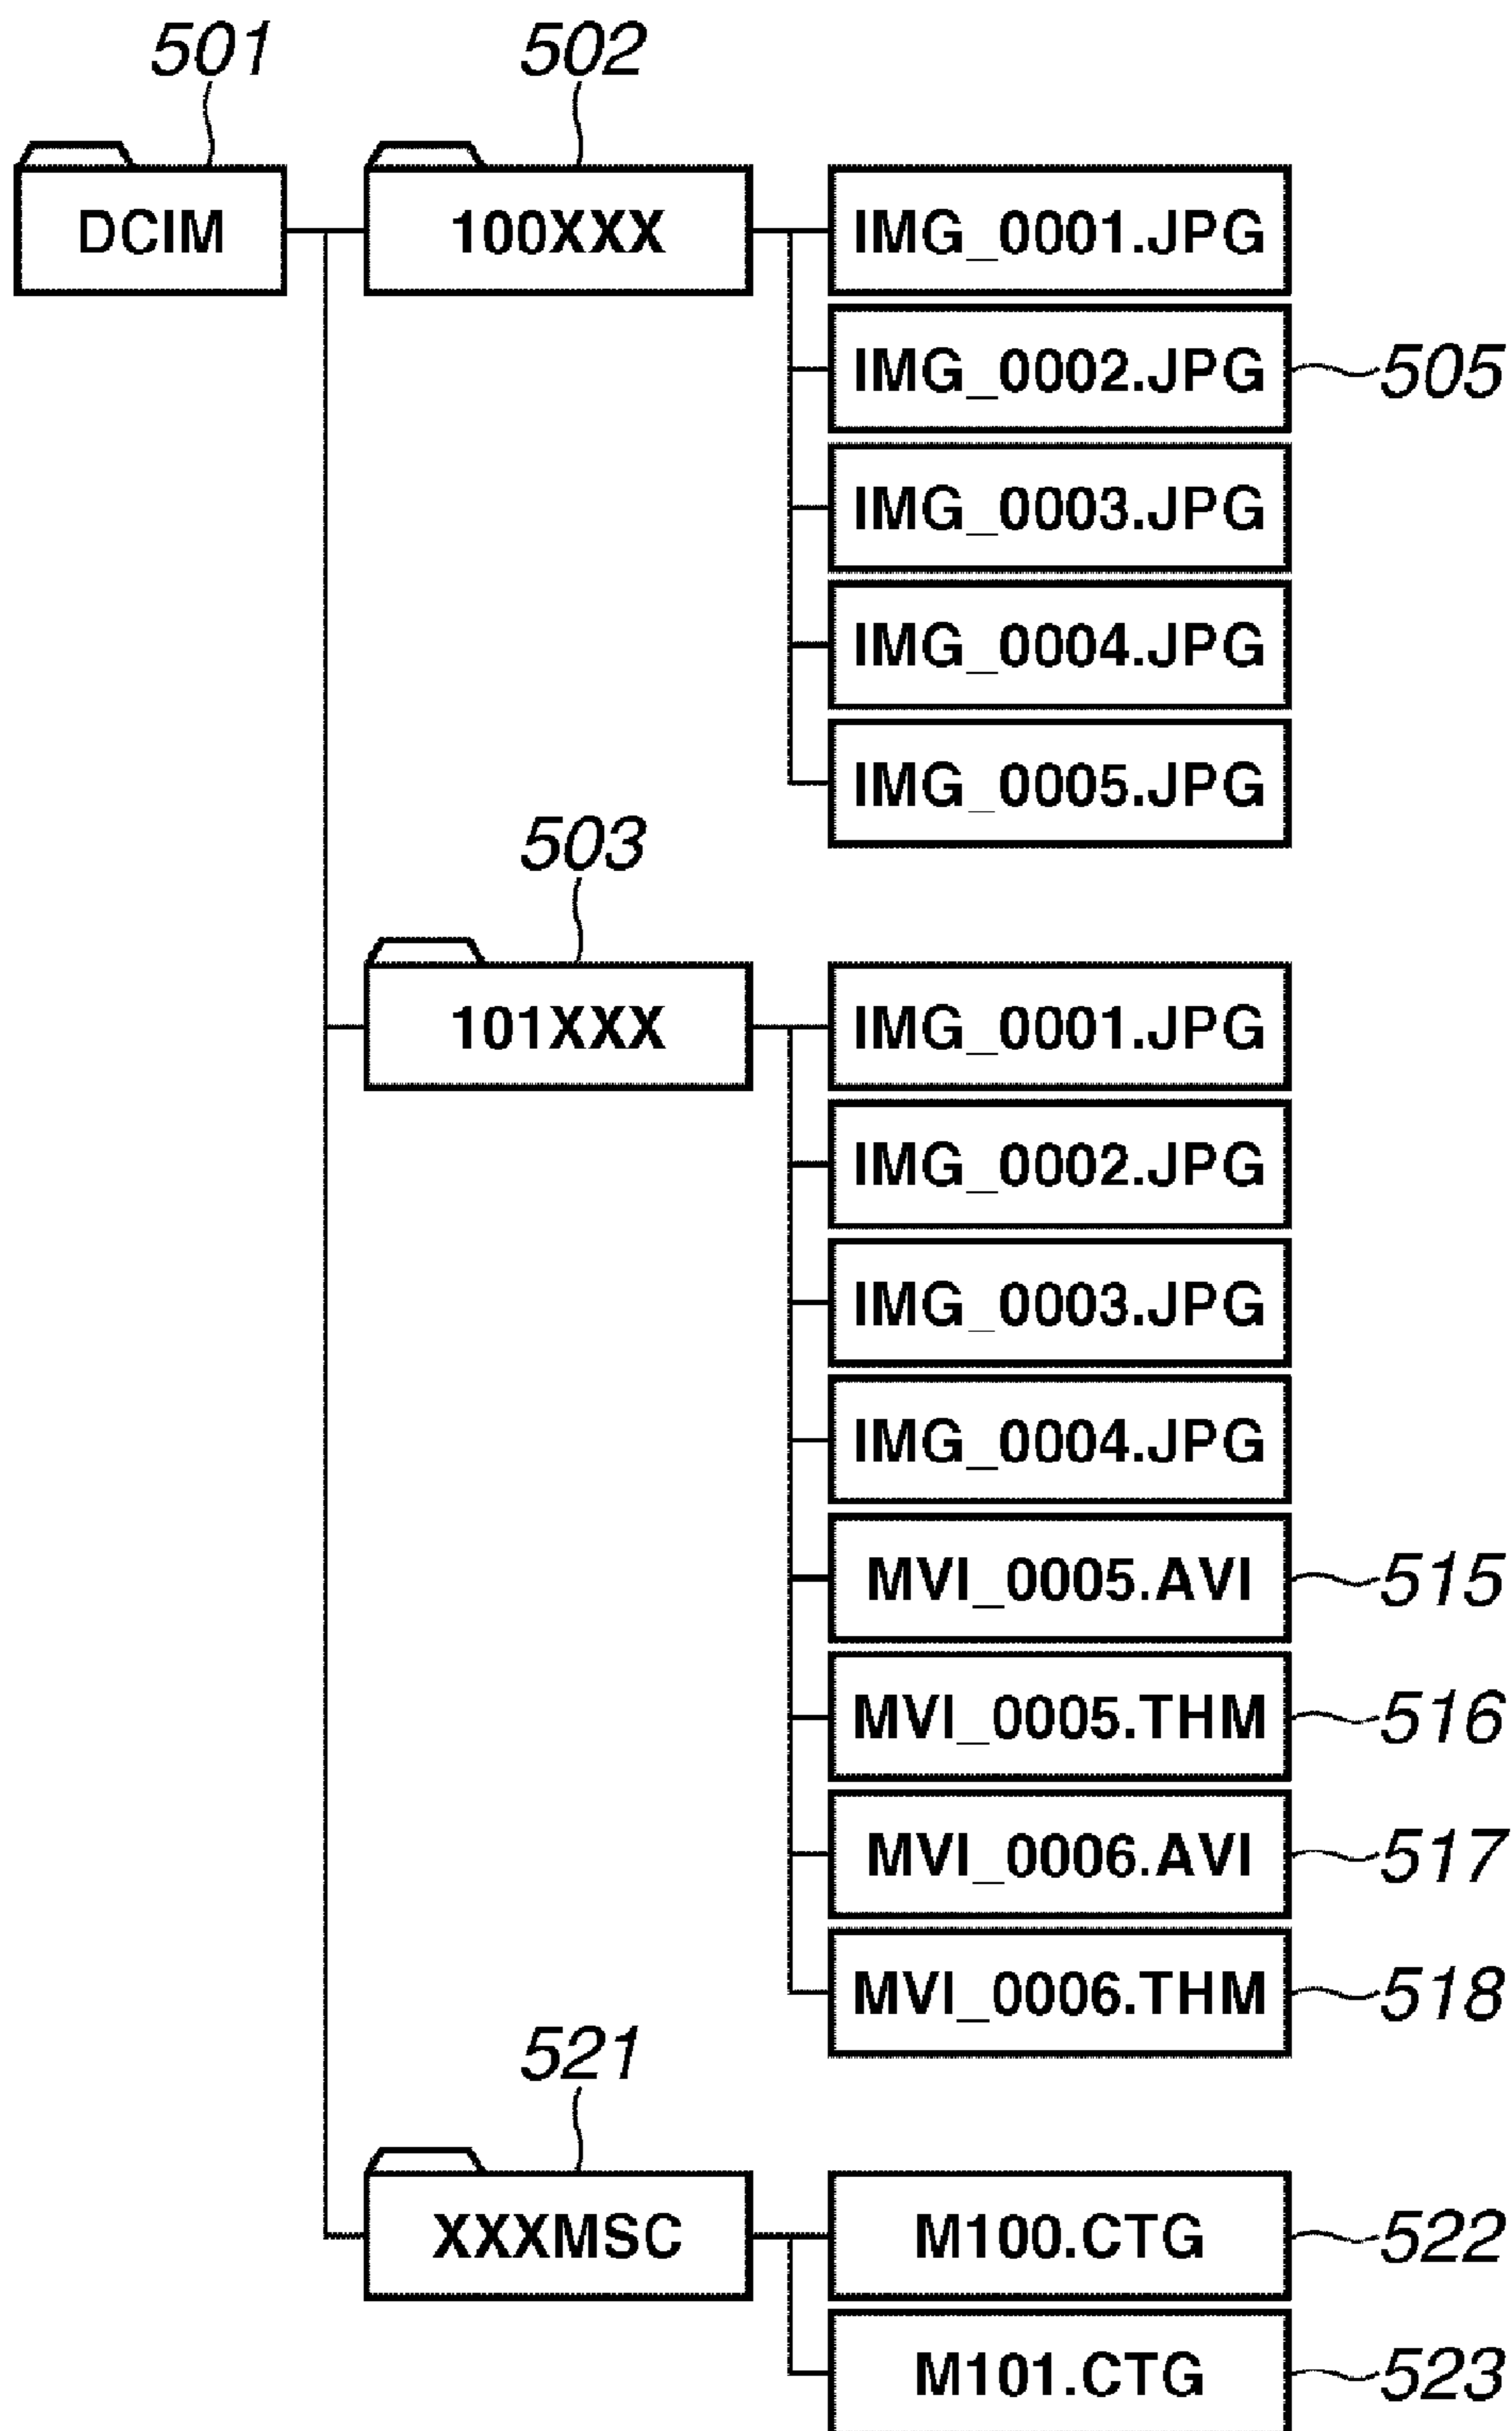 501 502
DCIM 100XXX IMG_0001.JPG
IMG_0002.JPG 505
IMG_0003.JPG
IMG_0004.JPG
IMG_0005.JPG
503
101XXX IMG_0001.JPG
IMG_0002.JPG
IMG_0003.JPG
IMG_0004.JPG
MVI_0005.AVI 515
MVI_0005.THM 516
MVI_0006.AVI 517
MVI_0006.THM 518
521
XXXMSC M100.CTG 522
M101.CTG 523